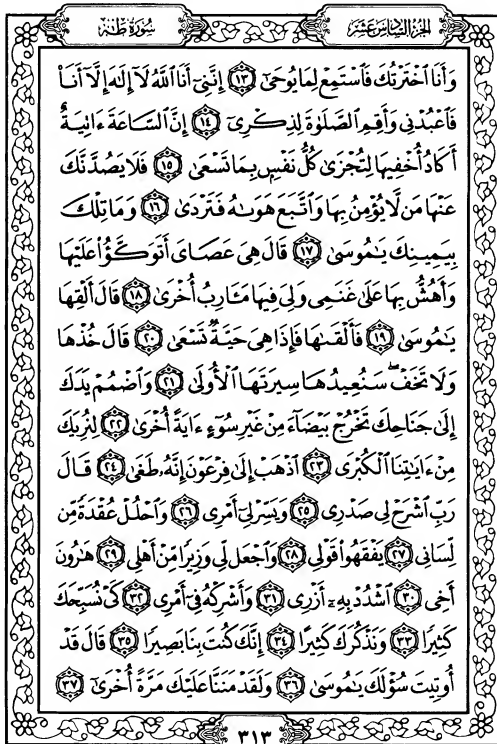 سُورَةُ طه
الجزء السادس عشر
وَأَنَا ٱخْتَرْتُكَ فَٱسْتَمِعْ لِمَا يُوحَىٰٓ ١٣ إِنَّنِىٓ أَنَا ٱللَّهُ لَآ إِلَٰهَ إِلَّآ أَنَا۠
فَٱعْبُدْنِى وَأَقِمِ ٱلصَّلَوٰةَ لِذِكْرِىٓ ١٤ إِنَّ ٱلسَّاعَةَ ءَاتِيَةٌ
أَكَادُ أُخْفِيهَا لِتُجْزَىٰ كُلُّ نَفْسٍۭ بِمَا تَسْعَىٰ ١٥ فَلَا يَصُدَّنَّكَ
عَنْهَا مَن لَّا يُؤْمِنُ بِهَا وَٱتَّبَعَ هَوَىٰهُ فَتَرْدَىٰ ١٦ وَمَا تِلْكَ
بِيَمِينِكَ يَٰمُوسَىٰ ١٧ قَالَ هِىَ عَصَاىَ أَتَوَكَّؤُا۟ عَلَيْهَا
وَأَهُشُّ بِهَا عَلَىٰ غَنَمِى وَلِىَ فِيهَا مَـَٔارِبُ أُخْرَىٰ ١٨ قَالَ أَلْقِهَا
يَٰمُوسَىٰ ١٩ فَأَلْقَىٰهَا فَإِذَا هِىَ حَيَّةٌ تَسْعَىٰ ٢٠ قَالَ خُذْهَا
وَلَا تَخَفْ ۖ سَنُعِيدُهَا سِيرَتَهَا ٱلْأُولَىٰ ٢١ وَٱضْمُمْ يَدَكَ
إِلَىٰ جَنَاحِكَ تَخْرُجْ بَيْضَآءَ مِنْ غَيْرِ سُوٓءٍ ءَايَةً أُخْرَىٰ ٢٢ لِنُرِيَكَ
مِنْ ءَايَٰتِنَا ٱلْكُبْرَى ٢٣ ٱذْهَبْ إِلَىٰ فِرْعَوْنَ إِنَّهُۥ طَغَىٰ ٢٤ قَالَ
رَبِّ ٱشْرَحْ لِى صَدْرِى ٢٥ وَيَسِّرْ لِىٓ أَمْرِى ٢٦ وَٱحْلُلْ عُقْدَةً مِّن
لِّسَانِى ٢٧ يَفْقَهُوا۟ قَوْلِى ٢٨ وَٱجْعَل لِّى وَزِيرًا مِّنْ أَهْلِى ٢٩ هَٰرُونَ
أَخِى ٣٠ ٱشْدُدْ بِهِۦٓ أَزْرِى ٣١ وَأَشْرِكْهُ فِىٓ أَمْرِى ٣٢ كَىْ نُسَبِّحَكَ
كَثِيرًا ٣٣ وَنَذْكُرَكَ كَثِيرًا ٣٤ إِنَّكَ كُنتَ بِنَا بَصِيرًا ٣٥ قَالَ قَدْ
أُوتِيتَ سُؤْلَكَ يَٰمُوسَىٰ ٣٦ وَلَقَدْ مَنَنَّا عَلَيْكَ مَرَّةً أُخْرَىٰٓ ٣٧
٣١٣